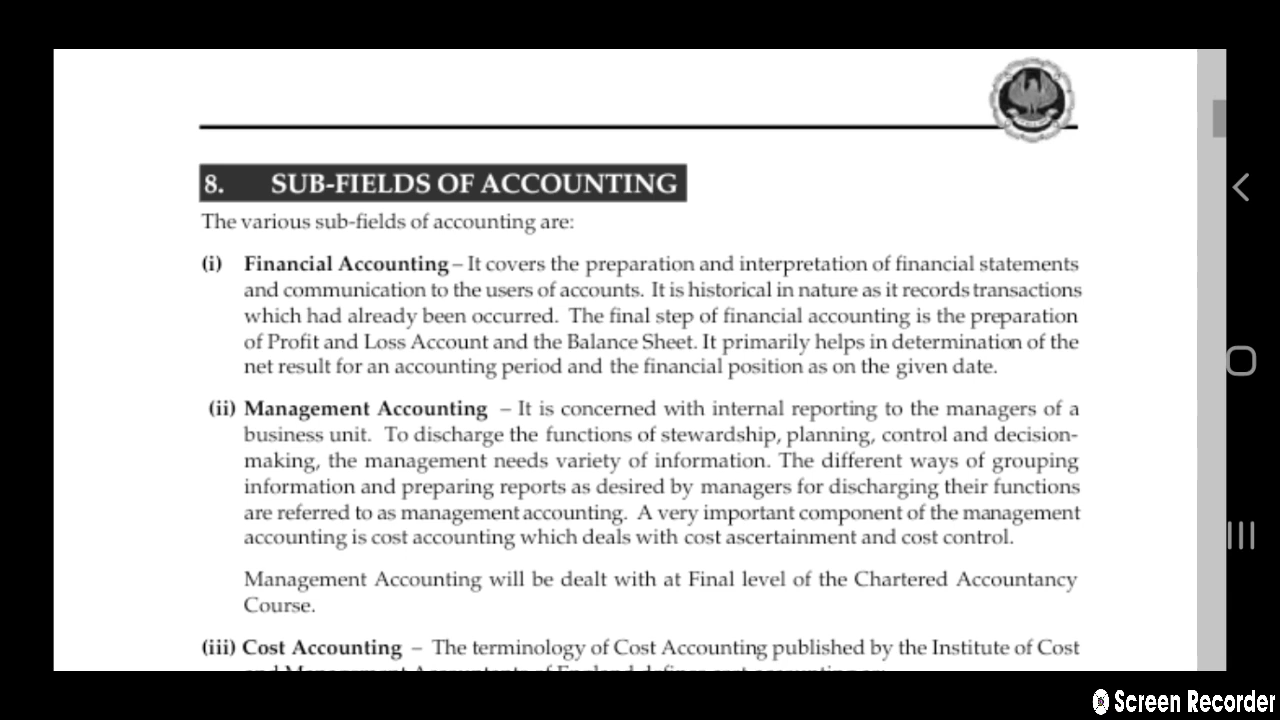 8. SUB-FIELDS OF ACCOUNTING
The various sub-fields of accounting are:
(i) Financial Accounting – It covers the preparation and interpretation of financial statements
and communication to the users of accounts. It is historical in nature as it records transactions
which had already been occurred. The final step of financial accounting is the preparation
of Profit and Loss Account and the Balance Sheet. It primarily helps in determination of the
net result for an accounting period and the financial position as on the given date.
(ii) Management Accounting – It is concerned with internal reporting to the managers of a
business unit. To discharge the functions of stewardship, planning, control and decision-
making, the management needs variety of information. The different ways of grouping
information and preparing reports as desired by managers for discharging their functions
are referred to as management accounting. A very important component of the management
accounting is cost accounting which deals with cost ascertainment and cost control.
Management Accounting will be dealt with at Final level of the Chartered Accountancy
Course.
(iii) Cost Accounting – The terminology of Cost Accounting published by the Institute of Cost
and Management Accountants of England defines cost accounting as:
Screen Recorder